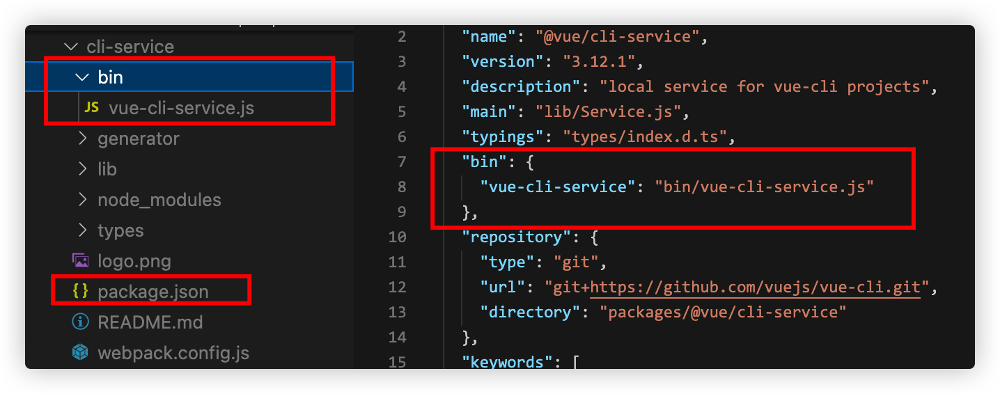 cli-service
bin
JS vue-cli-service.js
generator
lib
node_modules
types
logo.png
{} package.json
README.md
webpack.config.js
2 "name": "@vue/cli-service",
3 "version": "3.12.1",
4 "description": "local service for vue-cli projects",
5 "main": "lib/Service.js",
6 "typings": "types/index.d.ts",
7 "bin": {
8 "vue-cli-service": "bin/vue-cli-service.js"
9 },
10 "repository": {
11 "type": "git",
12 "url": "git+https://github.com/vuejs/vue-cli.git",
13 "directory": "packages/@vue/cli-service"
14 },
15 "keywords": [